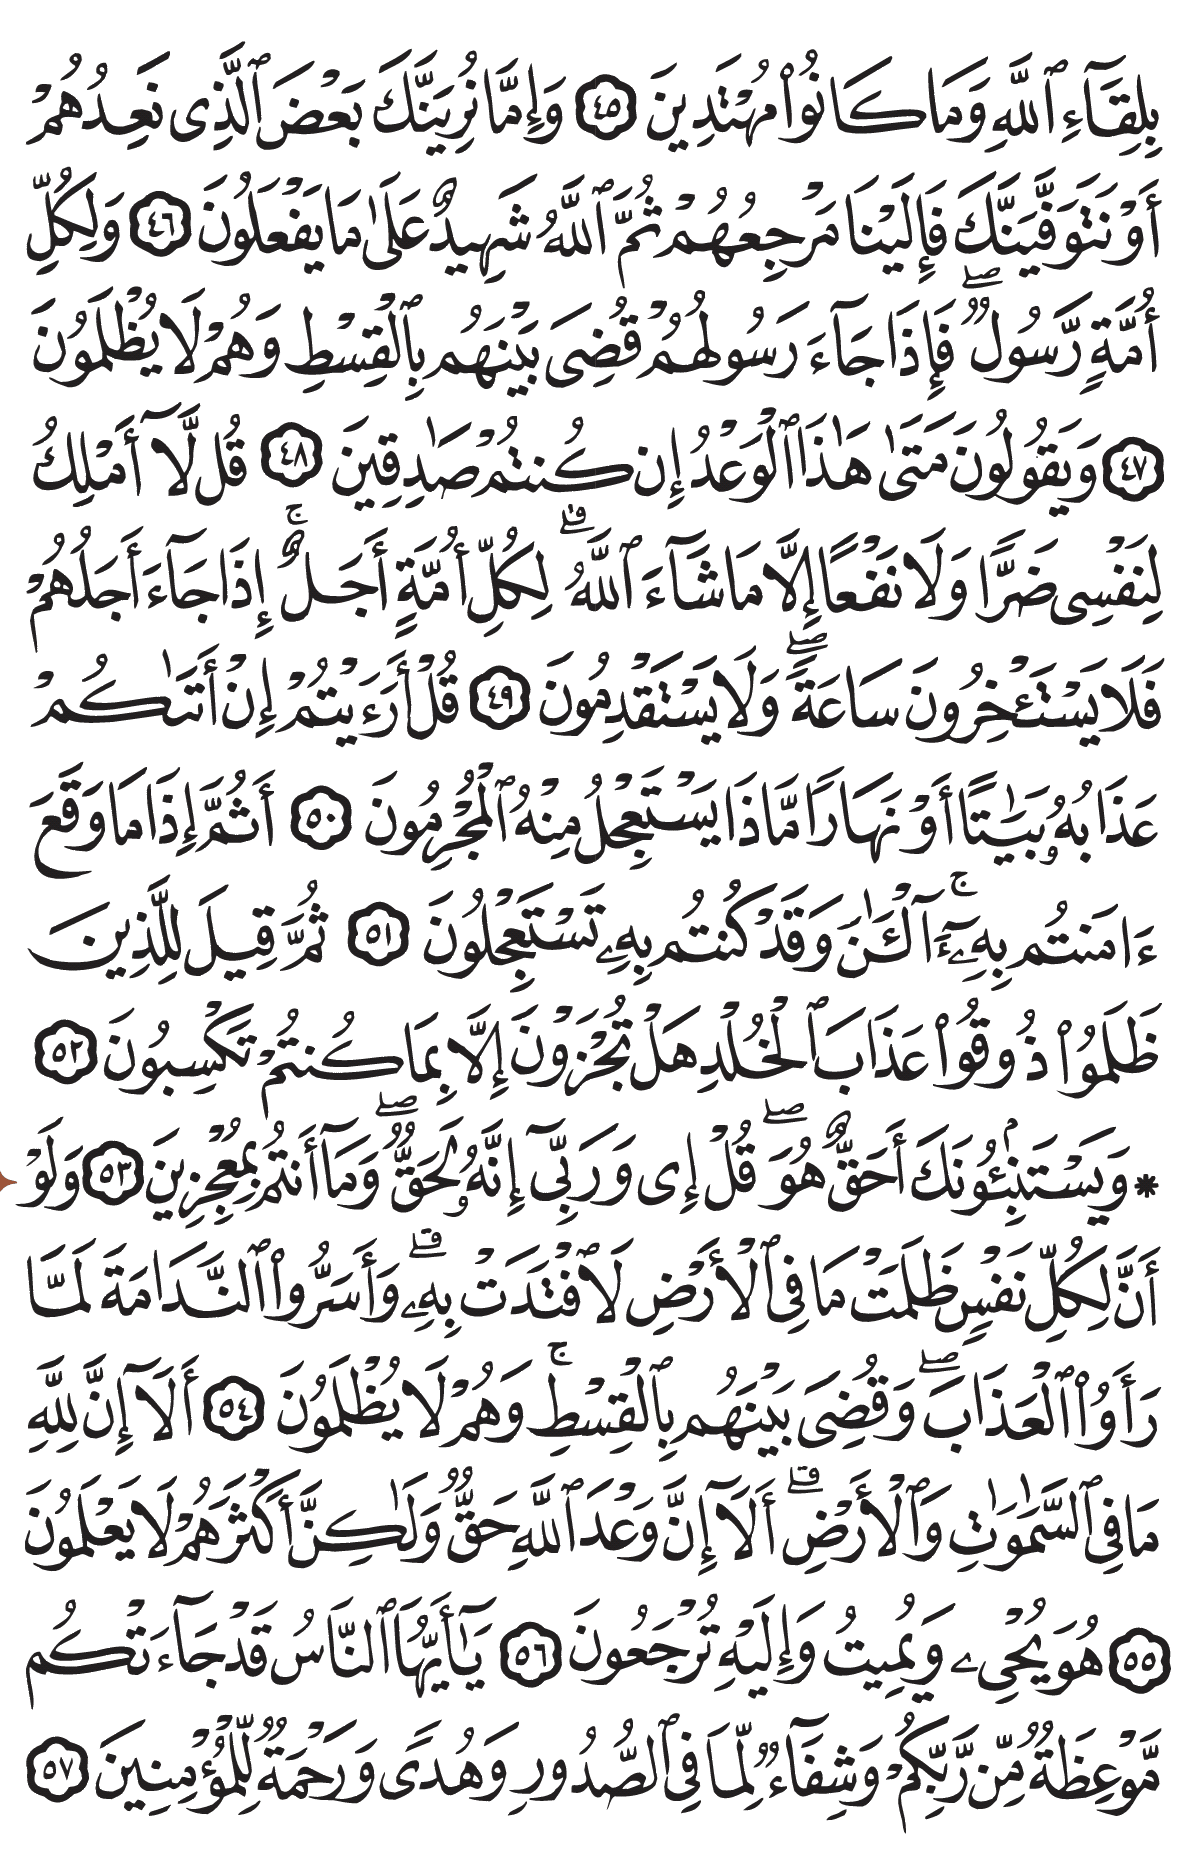 بِلِقَآءِ ٱللَّهِ وَمَا كَانُوا۟ مُهْتَدِينَ ٤٥ وَإِمَّا نُرِيَنَّكَ بَعْضَ ٱلَّذِى نَعِدُهُمْ
أَوْ نَتَوَفَّيَنَّكَ فَإِلَيْنَا مَرْجِعُهُمْ ثُمَّ ٱللَّهُ شَهِيدٌ عَلَىٰ مَا يَفْعَلُونَ ٤٦ وَلِكُلِّ
أُمَّةٍ رَّسُولٌ ۖ فَإِذَا جَآءَ رَسُولُهُمْ قُضِىَ بَيْنَهُم بِٱلْقِسْطِ وَهُمْ لَا يُظْلَمُونَ
٤٧ وَيَقُولُونَ مَتَىٰ هَٰذَا ٱلْوَعْدُ إِن كُنتُمْ صَٰدِقِينَ ٤٨ قُل لَّآ أَمْلِكُ
لِنَفْسِى ضَرًّا وَلَا نَفْعًا إِلَّا مَا شَآءَ ٱللَّهُ ۗ لِكُلِّ أُمَّةٍ أَجَلٌ ۚ إِذَا جَآءَ أَجَلُهُمْ
فَلَا يَسْتَـْٔخِرُونَ سَاعَةً ۖ وَلَا يَسْتَقْدِمُونَ ٤٩ قُلْ أَرَءَيْتُمْ إِنْ أَتَىٰكُمْ
عَذَابُهُۥ بَيَٰتًا أَوْ نَهَارًا مَّاذَا يَسْتَعْجِلُ مِنْهُ ٱلْمُجْرِمُونَ ٥٠ أَثُمَّ إِذَا مَا وَقَعَ
ءَامَنتُم بِهِۦٓ ۚ ءَآلْـَٰٔنَ وَقَدْ كُنتُم بِهِۦ تَسْتَعْجِلُونَ ٥١ ثُمَّ قِيلَ لِلَّذِينَ
ظَلَمُوا۟ ذُوقُوا۟ عَذَابَ ٱلْخُلْدِ هَلْ تُجْزَوْنَ إِلَّا بِمَا كُنتُمْ تَكْسِبُونَ ٥٢
۞ وَيَسْتَنۢبِـُٔونَكَ أَحَقٌّ هُوَ ۖ قُلْ إِى وَرَبِّىٓ إِنَّهُۥ لَحَقٌّ ۖ وَمَآ أَنتُم بِمُعْجِزِينَ ٥٣ وَلَوْ
أَنَّ لِكُلِّ نَفْسٍ ظَلَمَتْ مَا فِى ٱلْأَرْضِ لَٱفْتَدَتْ بِهِۦ ۗ وَأَسَرُّوا۟ ٱلنَّدَامَةَ لَمَّا
رَأَوُا۟ ٱلْعَذَابَ ۖ وَقُضِىَ بَيْنَهُم بِٱلْقِسْطِ ۚ وَهُمْ لَا يُظْلَمُونَ ٥٤ أَلَآ إِنَّ لِلَّهِ
مَا فِى ٱلسَّمَٰوَٰتِ وَٱلْأَرْضِ ۗ أَلَآ إِنَّ وَعْدَ ٱللَّهِ حَقٌّ وَلَٰكِنَّ أَكْثَرَهُمْ لَا يَعْلَمُونَ
٥٥ هُوَ يُحْىِۦ وَيُمِيتُ وَإِلَيْهِ تُرْجَعُونَ ٥٦ يَٰٓأَيُّهَا ٱلنَّاسُ قَدْ جَآءَتْكُم
مَّوْعِظَةٌ مِّن رَّبِّكُمْ وَشِفَآءٌ لِّمَا فِى ٱلصُّدُورِ وَهُدًى وَرَحْمَةٌ لِّلْمُؤْمِنِينَ ٥٧